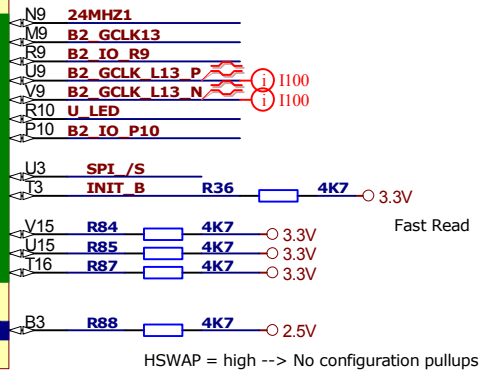 N9 24MHZ1
M9 B2_GCLK13
R9 B2_IO_R9
U9 B2_GCLK_L13_P i I100
V9 B2_GCLK_L13_N i I100
R10 U_LED
P10 B2_IO_P10
U3 SPI_/S
T3 INIT_B R36 4K7 3.3V
Fast Read
V15 R84 4K7 3.3V
U15 R85 4K7 3.3V
T16 R87 4K7 3.3V
B3 R88 4K7 2.5V
HSWAP = high --> No configuration pullups